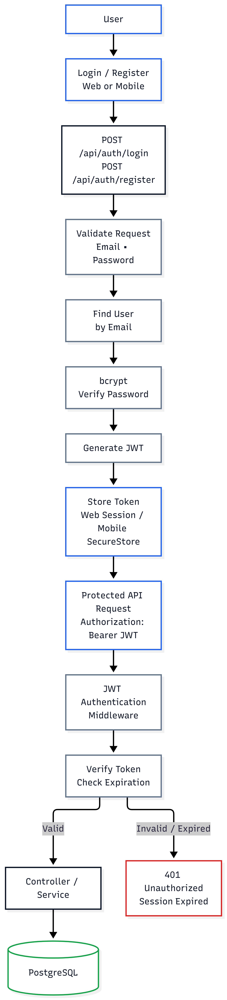 User
Login / Register
Web or Mobile
POST
/api/auth/login
POST
/api/auth/register
Validate Request
Email ▪
Password
Find User
by Email
bcrypt
Verify Password
Generate JWT
Store Token
Web Session /
Mobile
SecureStore
Protected API
Request
Authorization:
Bearer JWT
JWT
Authentication
Middleware
Verify Token
Check Expiration
Valid
Invalid / Expired
Controller /
Service
401
Unauthorized
Session Expired
PostgreSQL